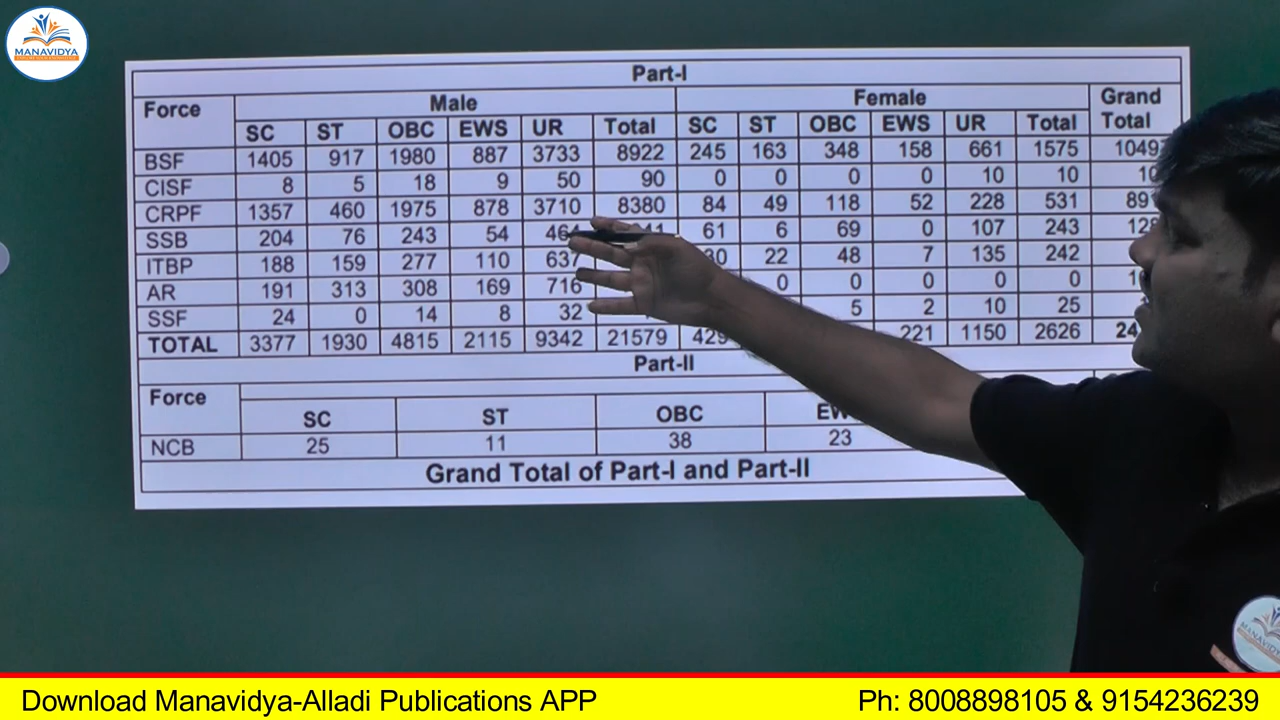 MANAVIDYA
Part-I
Force Male Female Grand Total
SC ST OBC EWS UR Total SC ST OBC EWS UR Total
BSF 1405 917 1980 887 3733 8922 245 163 348 158 661 1575
CISF 8 5 18 9 50 90 0 0 0 0 10 10
CRPF 1357 460 1975 878 3710 8380 84 49 118 52 228 531
SSB 204 76 243 54 61 6 69 0 107 243
ITBP 188 159 277 110 637 22 48 7 135 242
AR 191 313 308 169 716 0 0 0 0 0
SSF 24 0 14 8 32 5 2 10 25
TOTAL 3377 1930 4815 2115 9342 21579 429 221 1150 2626
Part-II
Force
SC ST OBC
NCB 25 11 38 23
Grand Total of Part-I and Part-II
MANAVIDYA
Download Manavidya-Alladi Publications APP
Ph: 8008898105 & 9154236239